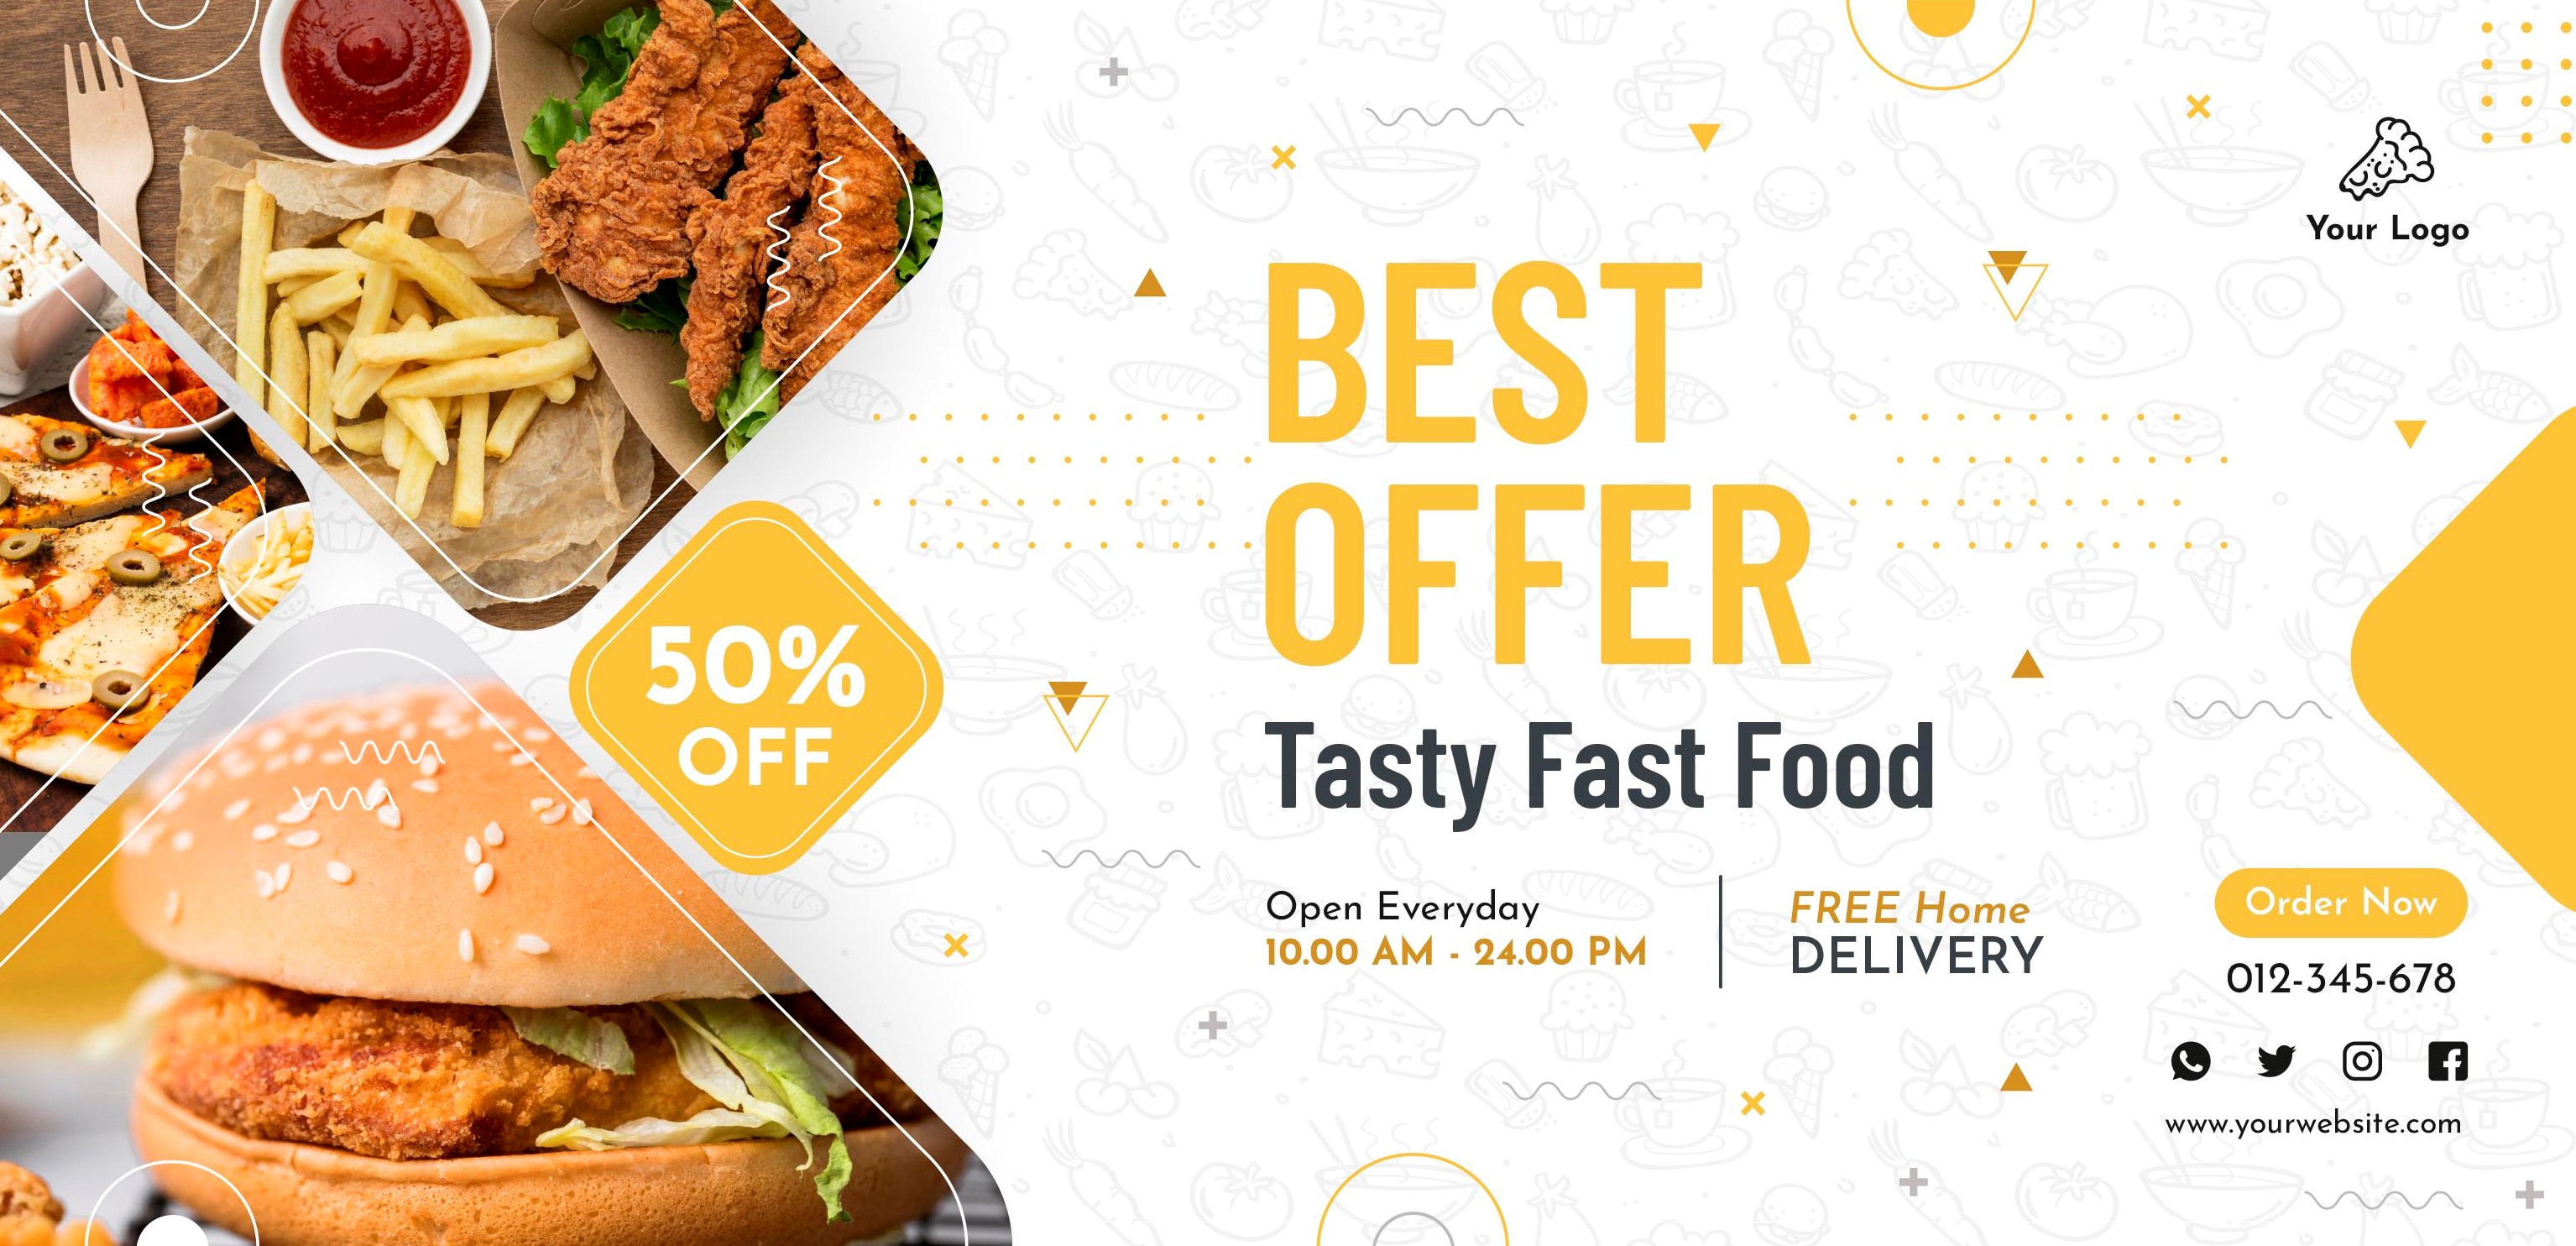 50%
OFF
Your Logo
BEST
OFFER
Tasty Fast Food
Open Everyday
10.00 AM - 24.00 PM
FREE Home
DELIVERY
Order Now
012-345-678
www.yourwebsite.com